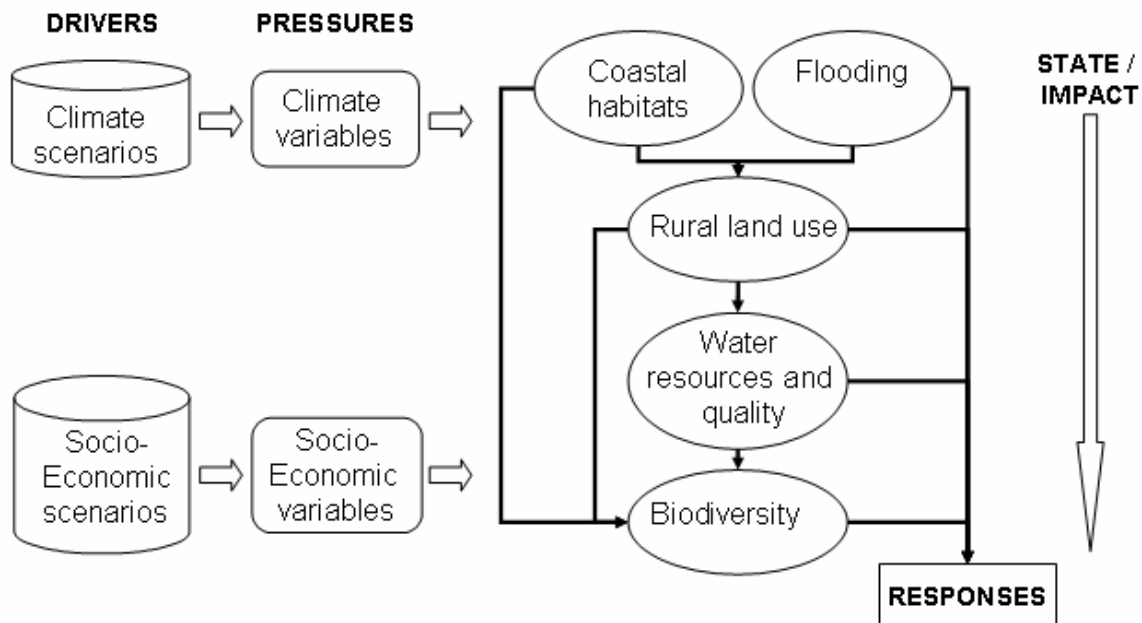 DRIVERS
PRESSURES
STATE /
IMPACT
Climate
scenarios
Climate
variables
Coastal
habitats
Flooding
Rural land use
Water
resources and
quality
Socio-
Economic
scenarios
Socio-
Economic
variables
Biodiversity
RESPONSES